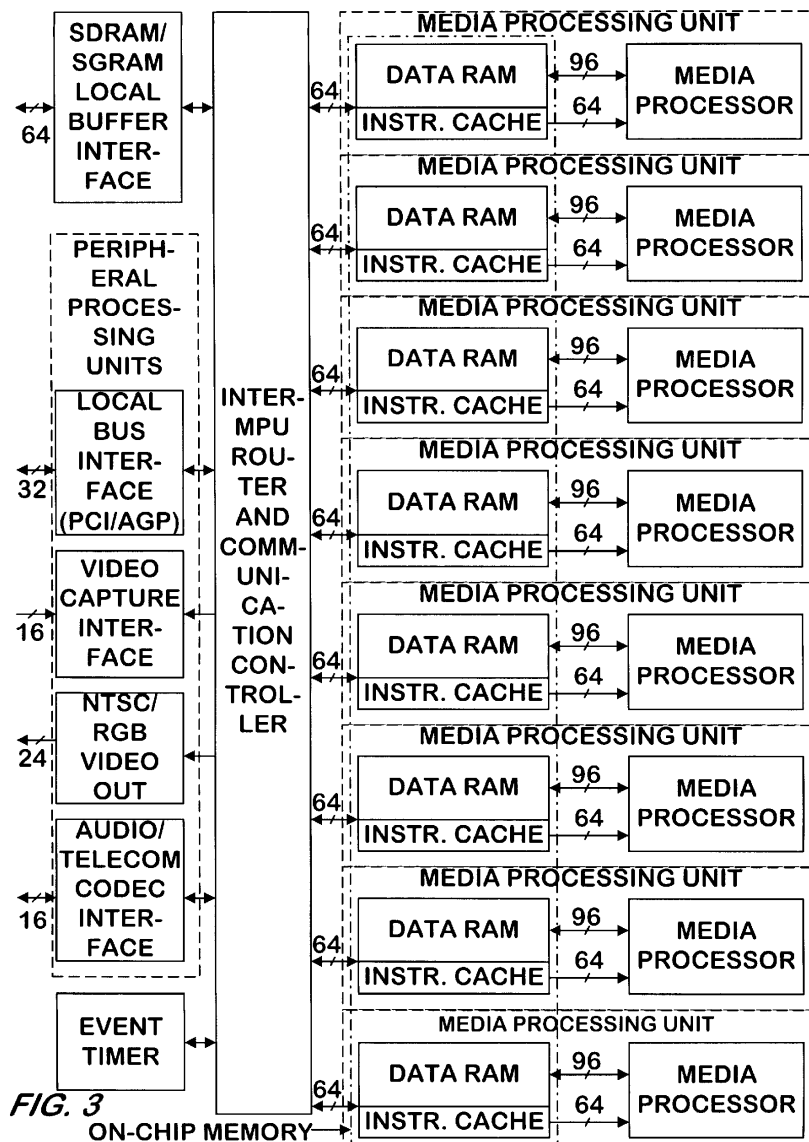 SDRAM/
SGRAM
LOCAL
BUFFER
INTER-
FACE
64
PERIPH-
ERAL
PROCES-
SING
UNITS
LOCAL
BUS
INTER-
FACE
(PCI/AGP)
32
VIDEO
CAPTURE
INTER-
FACE
16
NTSC/
RGB
VIDEO
OUT
24
AUDIO/
TELECOM
CODEC
INTER-
FACE
16
EVENT
TIMER
INTER-
MPU
ROU-
TER
AND
COMM-
UNI-
CA-
TION
CON-
TROL-
LER
MEDIA PROCESSING UNIT
64
DATA RAM
INSTR. CACHE
96
64
MEDIA
PROCESSOR
MEDIA PROCESSING UNIT
64
DATA RAM
INSTR. CACHE
96
64
MEDIA
PROCESSOR
MEDIA PROCESSING UNIT
64
DATA RAM
INSTR. CACHE
96
64
MEDIA
PROCESSOR
MEDIA PROCESSING UNIT
64
DATA RAM
INSTR. CACHE
96
64
MEDIA
PROCESSOR
MEDIA PROCESSING UNIT
64
DATA RAM
INSTR. CACHE
96
64
MEDIA
PROCESSOR
MEDIA PROCESSING UNIT
64
DATA RAM
INSTR. CACHE
96
64
MEDIA
PROCESSOR
MEDIA PROCESSING UNIT
64
DATA RAM
INSTR. CACHE
96
64
MEDIA
PROCESSOR
MEDIA PROCESSING UNIT
64
DATA RAM
INSTR. CACHE
96
64
MEDIA
PROCESSOR
FIG. 3
ON-CHIP MEMORY